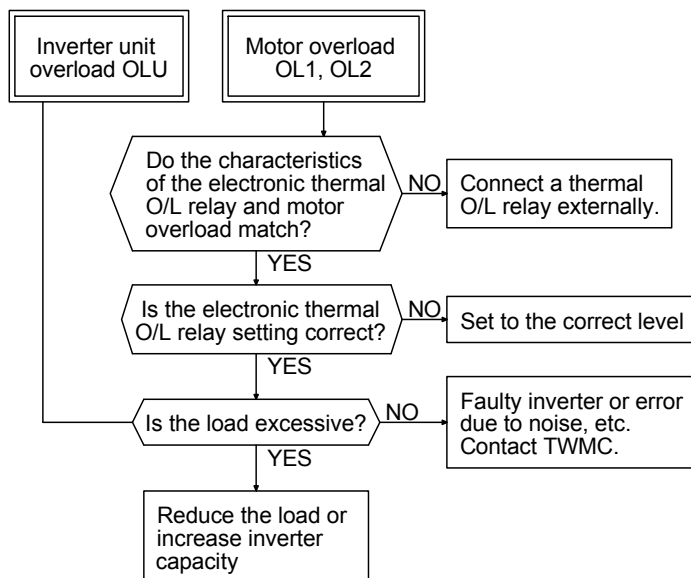 Inverter unit
overload OLU
Motor overload
OL1, OL2
Do the characteristics
of the electronic thermal
O/L relay and motor
overload match?
NO
Connect a thermal
O/L relay externally.
YES
Is the electronic thermal
O/L relay setting correct?
NO
Set to the correct level
YES
Is the load excessive?
NO
Faulty inverter or error
due to noise, etc.
Contact TWMC.
YES
Reduce the load or
increase inverter
capacity